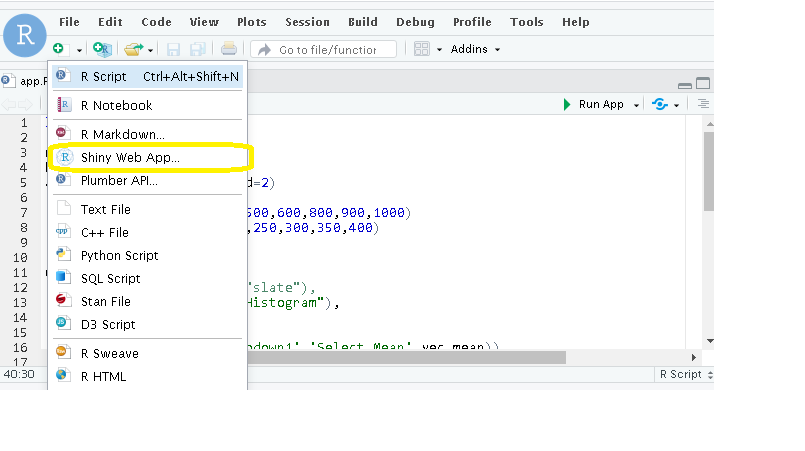 File Edit Code View Plots Session Build Debug Profile Tools Help
R
Go to file/function
Addins
app.R
Run App
R Script Ctrl+Alt+Shift+N
R Notebook
R Markdown...
Shiny Web App...
Plumber API...
Text File
C++ File
Python Script
SQL Script
Stan File
D3 Script
R Sweave
R HTML
1
2
3
4
5 d=2)
6
7 500,600,800,900,1000)
8 ,250,300,350,400)
9
10
11
12 "slate"),
13 Histogram"),
14
15
16 down1','Select Mean',vec_mean))
17
40:30 R Script